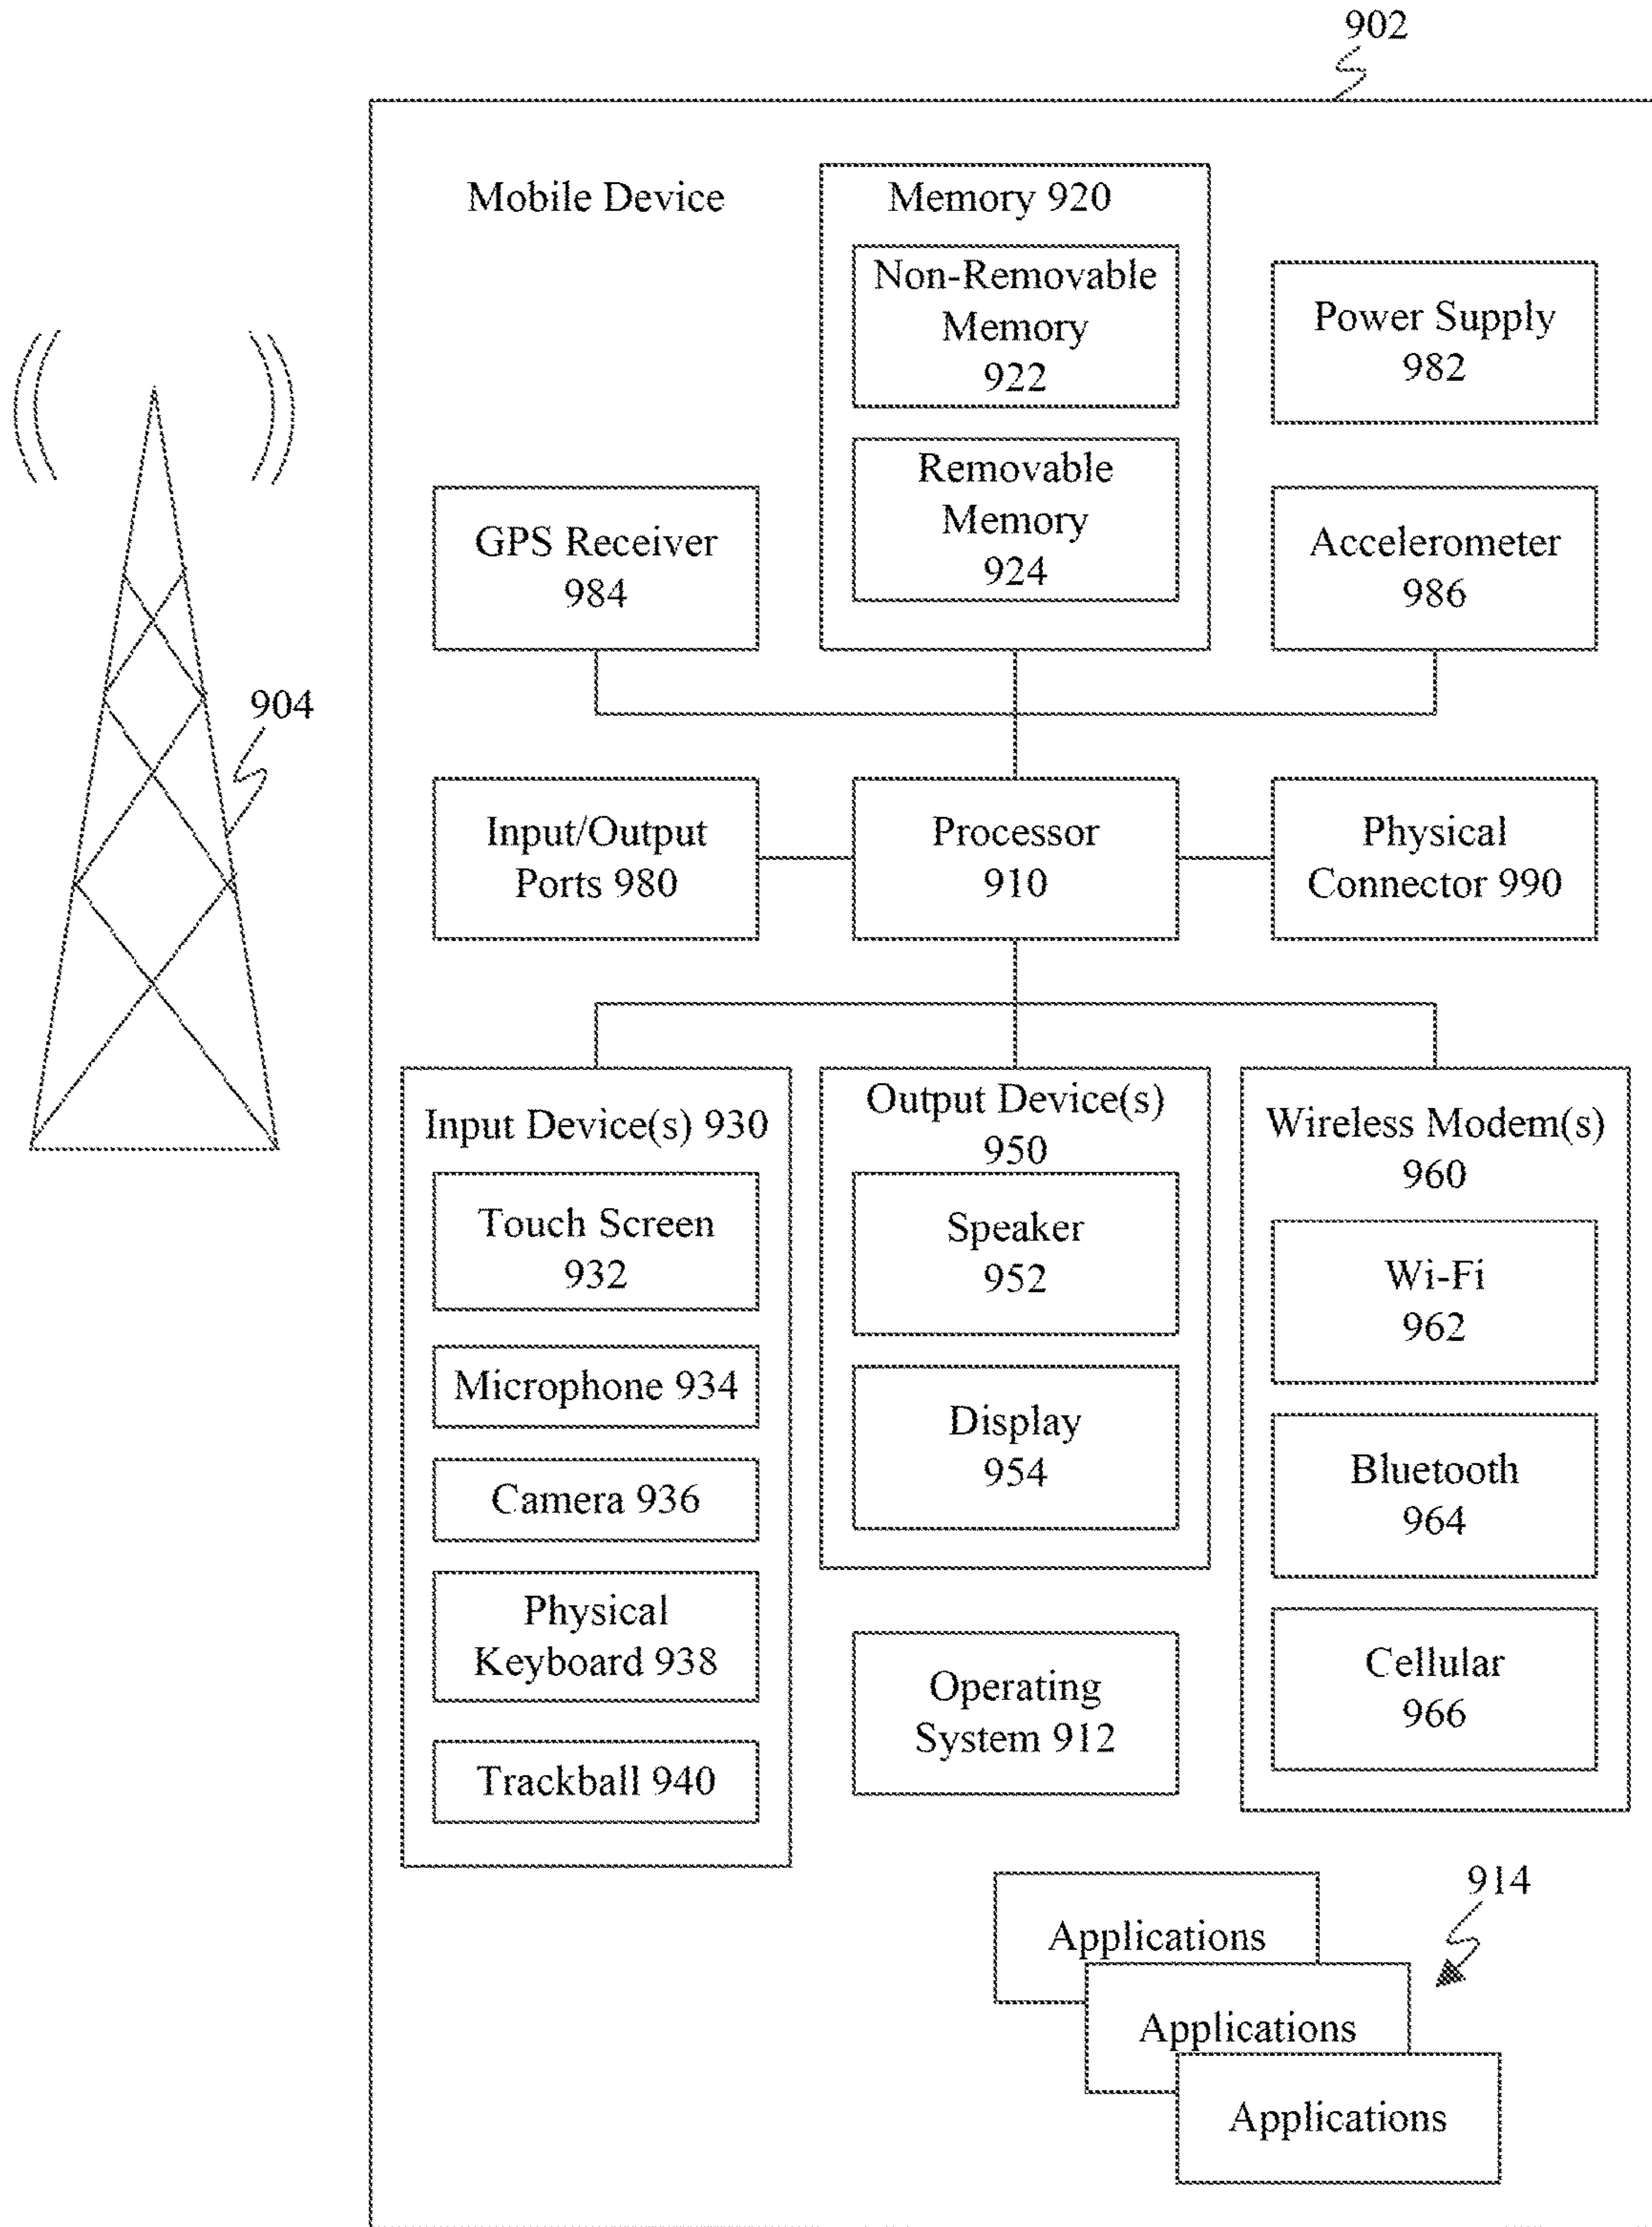 902
Mobile Device
Memory 920
Non-Removable
Memory
922
Power Supply
982
Removable
Memory
924
GPS Receiver
984
Accelerometer
986
904
Input/Output
Ports 980
Processor
910
Physical
Connector 990
Input Device(s) 930
Touch Screen
932
Microphone 934
Camera 936
Physical
Keyboard 938
Trackball 940
Output Device(s)
950
Speaker
952
Display
954
Operating
System 912
Wireless Modem(s)
960
Wi-Fi
962
Bluetooth
964
Cellular
966
914
Applications
Applications
Applications